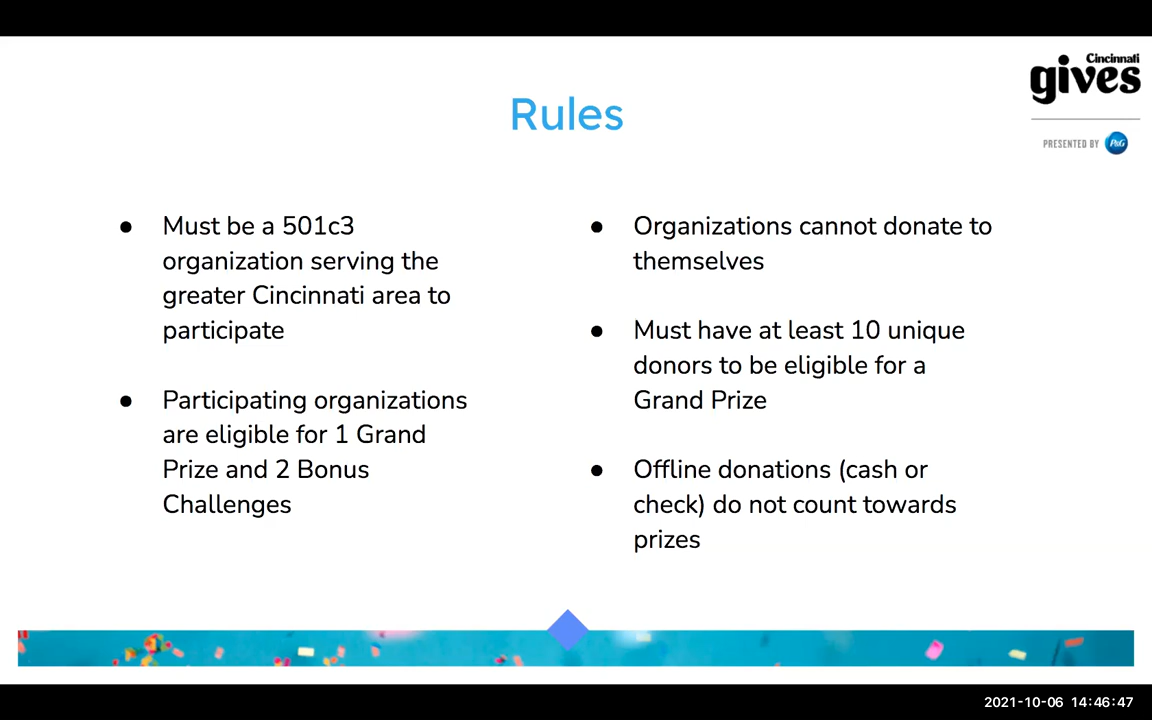 Cincinnati
gives
PRESENTED BY P&G
Rules
● Must be a 501c3
organization serving the
greater Cincinnati area to
participate
● Participating organizations
are eligible for 1 Grand
Prize and 2 Bonus
Challenges
● Organizations cannot donate to
themselves
● Must have at least 10 unique
donors to be eligible for a
Grand Prize
● Offline donations (cash or
check) do not count towards
prizes
2021-10-06 14:46:47